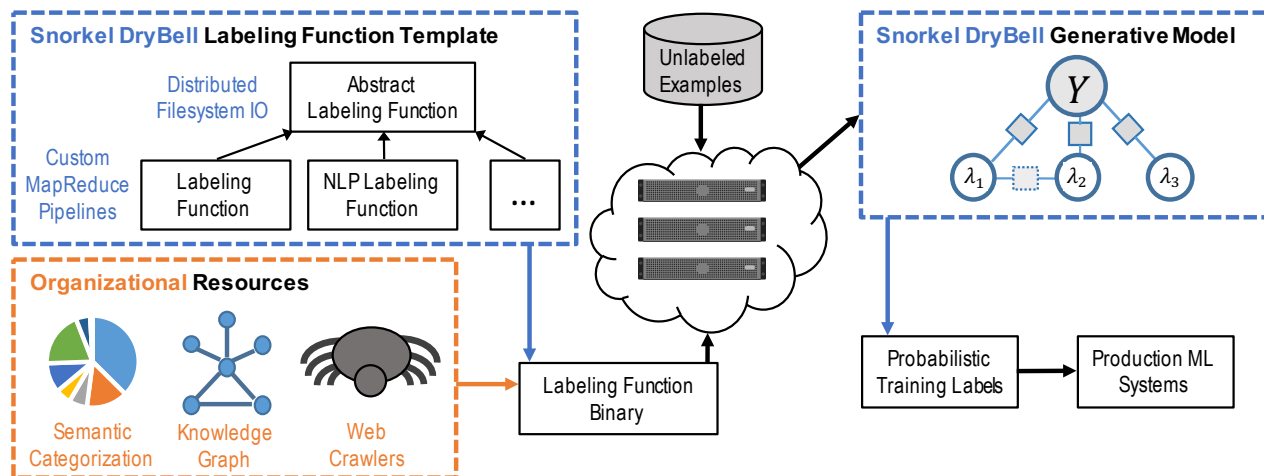 Snorkel DryBell Labeling Function Template
Distributed
Filesystem IO
Abstract
Labeling Function
Custom
MapReduce
Pipelines
Labeling
Function
NLP Labeling
Function
...
Organizational Resources
Semantic
Categorization
Knowledge
Graph
Web
Crawlers
Unlabeled
Examples
Labeling Function
Binary
Snorkel DryBell Generative Model
Y
λ1
λ2
λ3
Probabilistic
Training Labels
Production ML
Systems